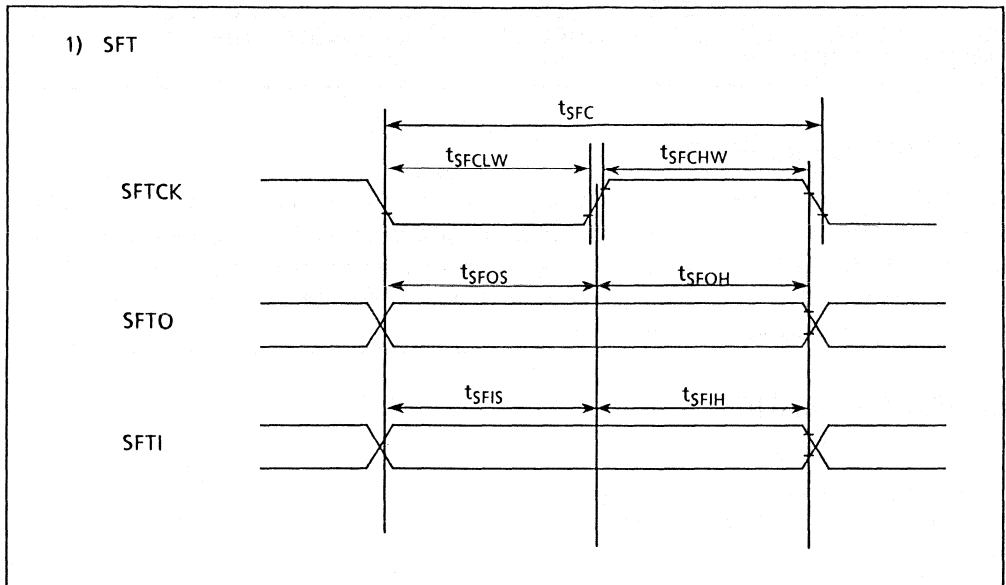 1) SFT
tSFC
tSFCLW
tSFCHW
SFTCK
tSFOS
tSFOH
SFTO
tSFIS
tSFIH
SFTI